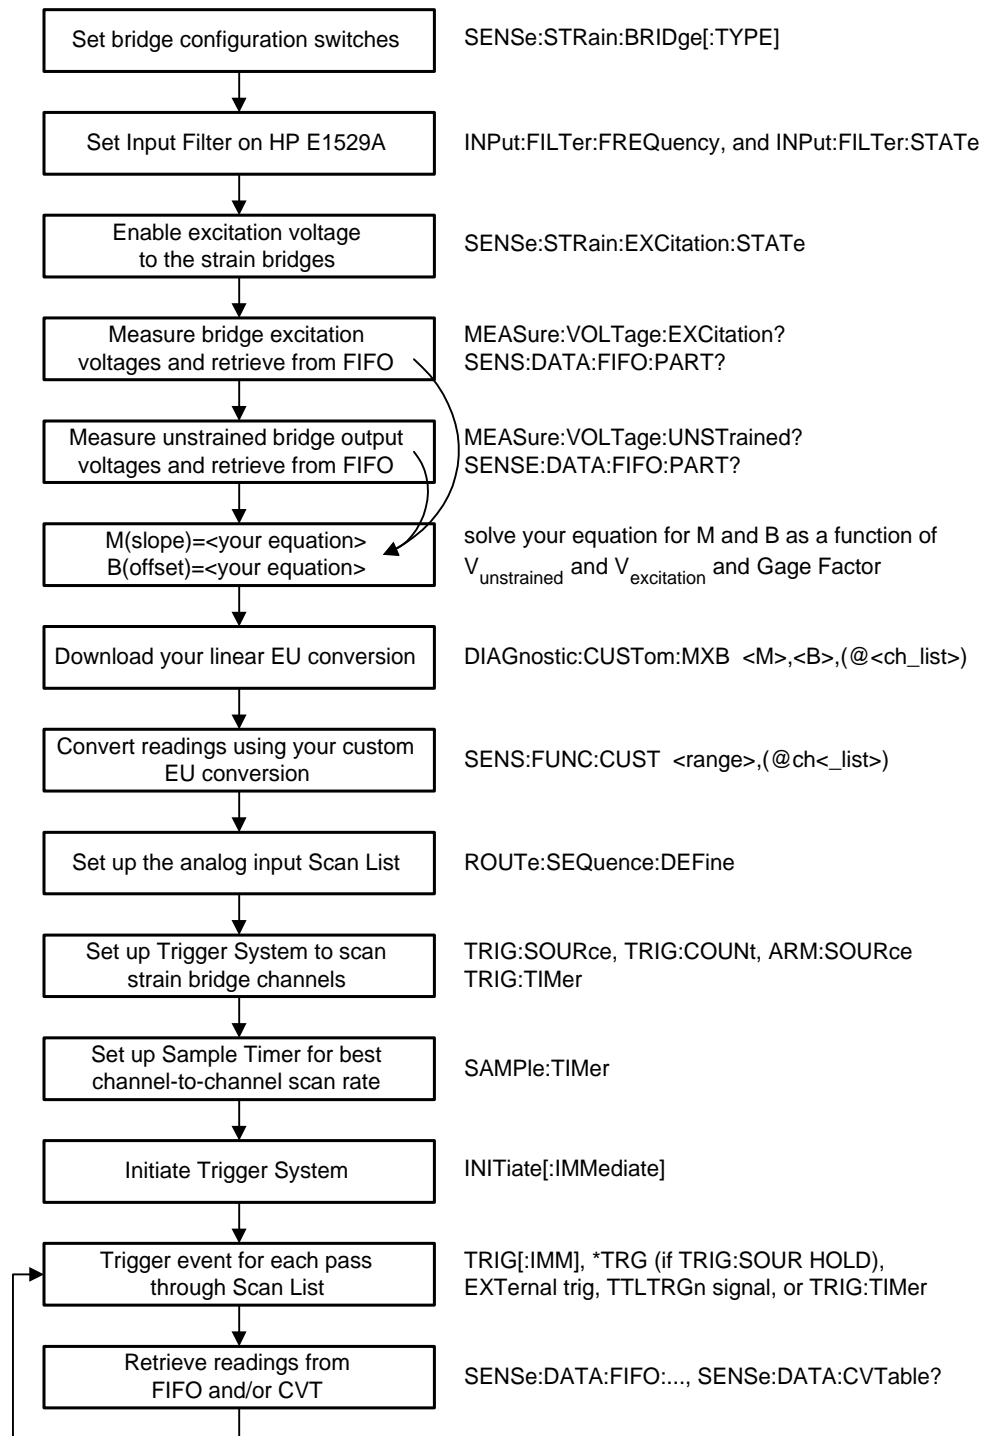 Set bridge configuration switches
SENSe:STRain:BRIDge[:TYPE]
Set Input Filter on HP E1529A
INPut:FILTer:FREQuency, and INPut:FILTer:STATe
Enable excitation voltage
to the strain bridges
SENSe:STRain:EXCitation:STATe
Measure bridge excitation
voltages and retrieve from FIFO
MEASure:VOLTage:EXCitation?
SENS:DATA:FIFO:PART?
Measure unstrained bridge output
voltages and retrieve from FIFO
MEASure:VOLTage:UNSTrained?
SENSE:DATA:FIFO:PART?
M(slope)=<your equation>
B(offset)=<your equation>
solve your equation for M and B as a function of
Vunstrained and Vexcitation and Gage Factor
Download your linear EU conversion
DIAGnostic:CUSTom:MXB <M>,<B>,(@<ch_list>)
Convert readings using your custom
EU conversion
SENS:FUNC:CUST <range>,(@ch<_list>)
Set up the analog input Scan List
ROUTe:SEQuence:DEFine
Set up Trigger System to scan
strain bridge channels
TRIG:SOURce, TRIG:COUNt, ARM:SOURce
TRIG:TIMer
Set up Sample Timer for best
channel-to-channel scan rate
SAMPle:TIMer
Initiate Trigger System
INITiate[:IMMediate]
Trigger event for each pass
through Scan List
TRIG[:IMM], *TRG (if TRIG:SOUR HOLD),
EXTernal trig, TTLTRGn signal, or TRIG:TIMer
Retrieve readings from
FIFO and/or CVT
SENSe:DATA:FIFO:..., SENSe:DATA:CVTable?